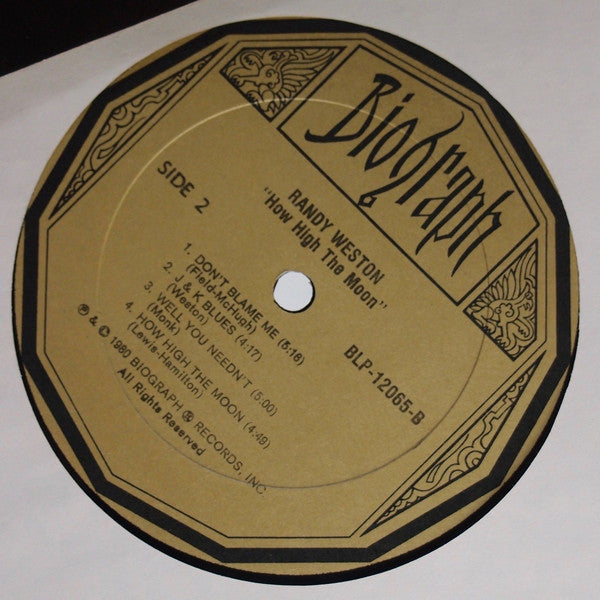 Biograph
RANDY WESTON
"How High The Moon"
SIDE 2
BLP-12065-B
1. DON'T BLAME ME (5:16)
(Field-McHugh)
2. J & K BLUES (4:17)
(Weston)
3. WELL YOU NEEDN'T (5:00)
(Monk)
4. HOW HIGH THE MOON (4:48)
(Lewis-Hamilton)
℗ & © 1980 BIOGRAPH ® RECORDS, INC.
All Rights Reserved